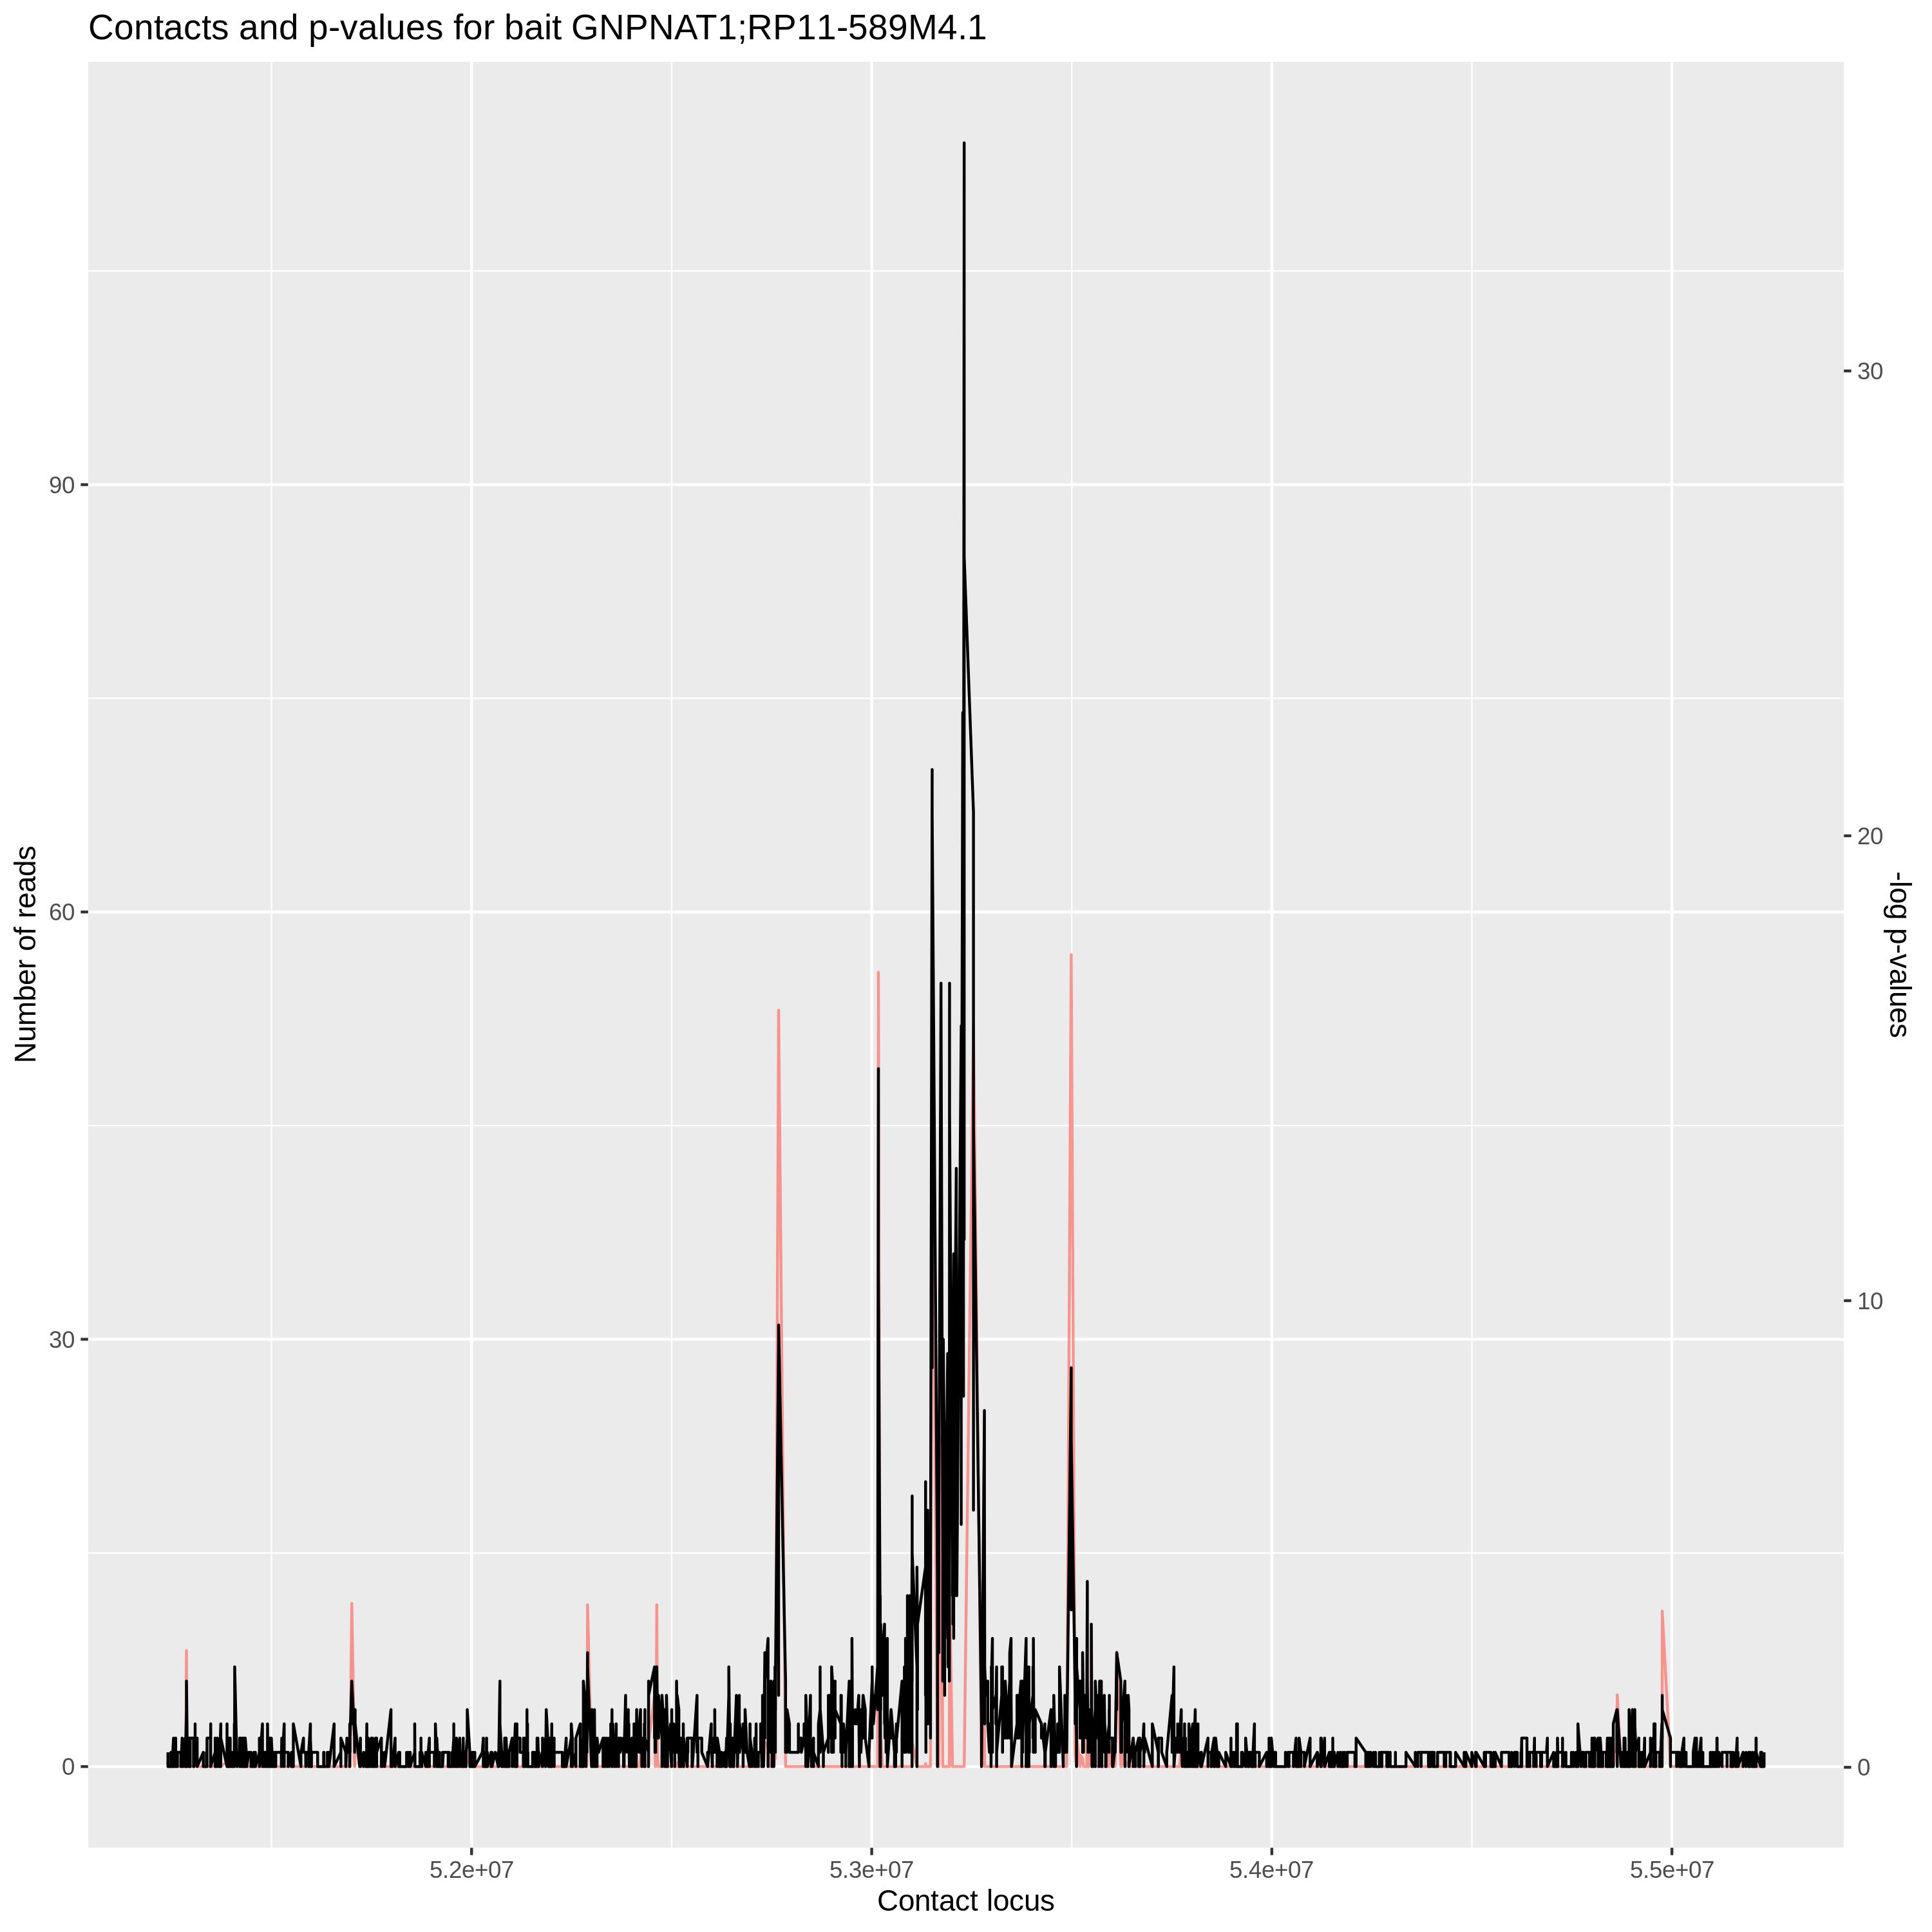 Contacts and p-values for bait GNPNAT1;RP11-589M4.1
30
90
20
60
Number of reads
-log p-values
10
30
0
0
5.2e+07
5.3e+07
5.4e+07
5.5e+07
Contact locus